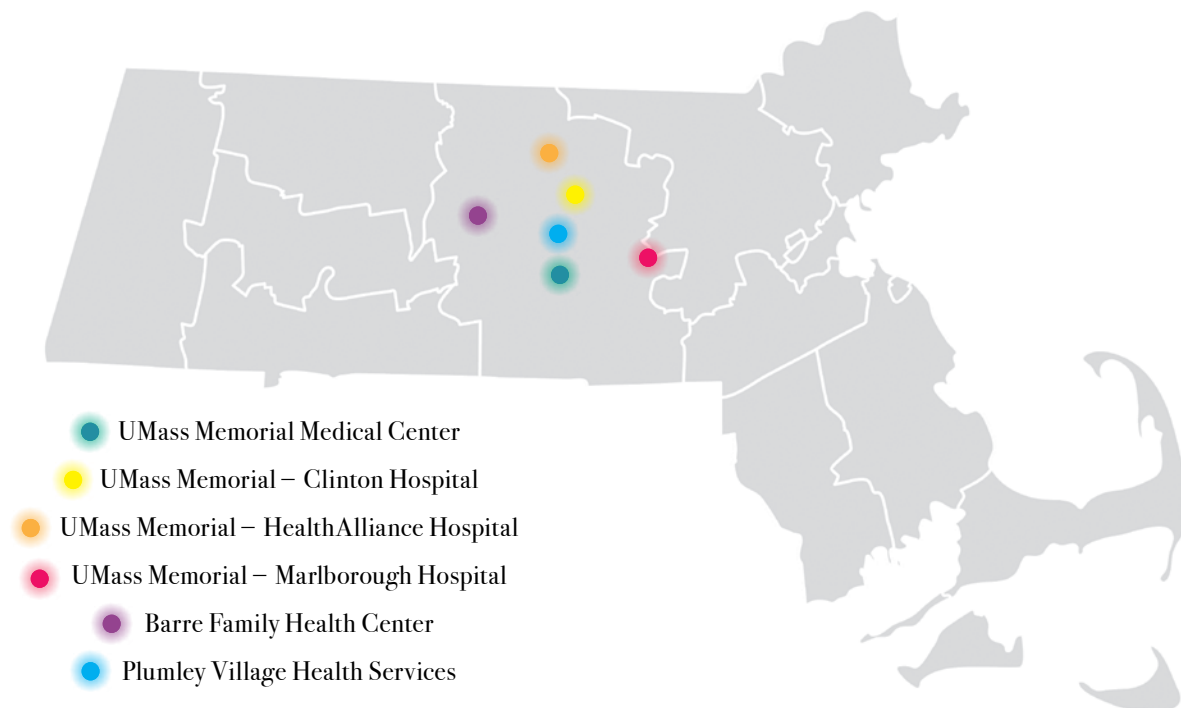 UMass Memorial Medical Center
UMass Memorial – Clinton Hospital
UMass Memorial – HealthAlliance Hospital
UMass Memorial – Marlborough Hospital
Barre Family Health Center
Plumley Village Health Services